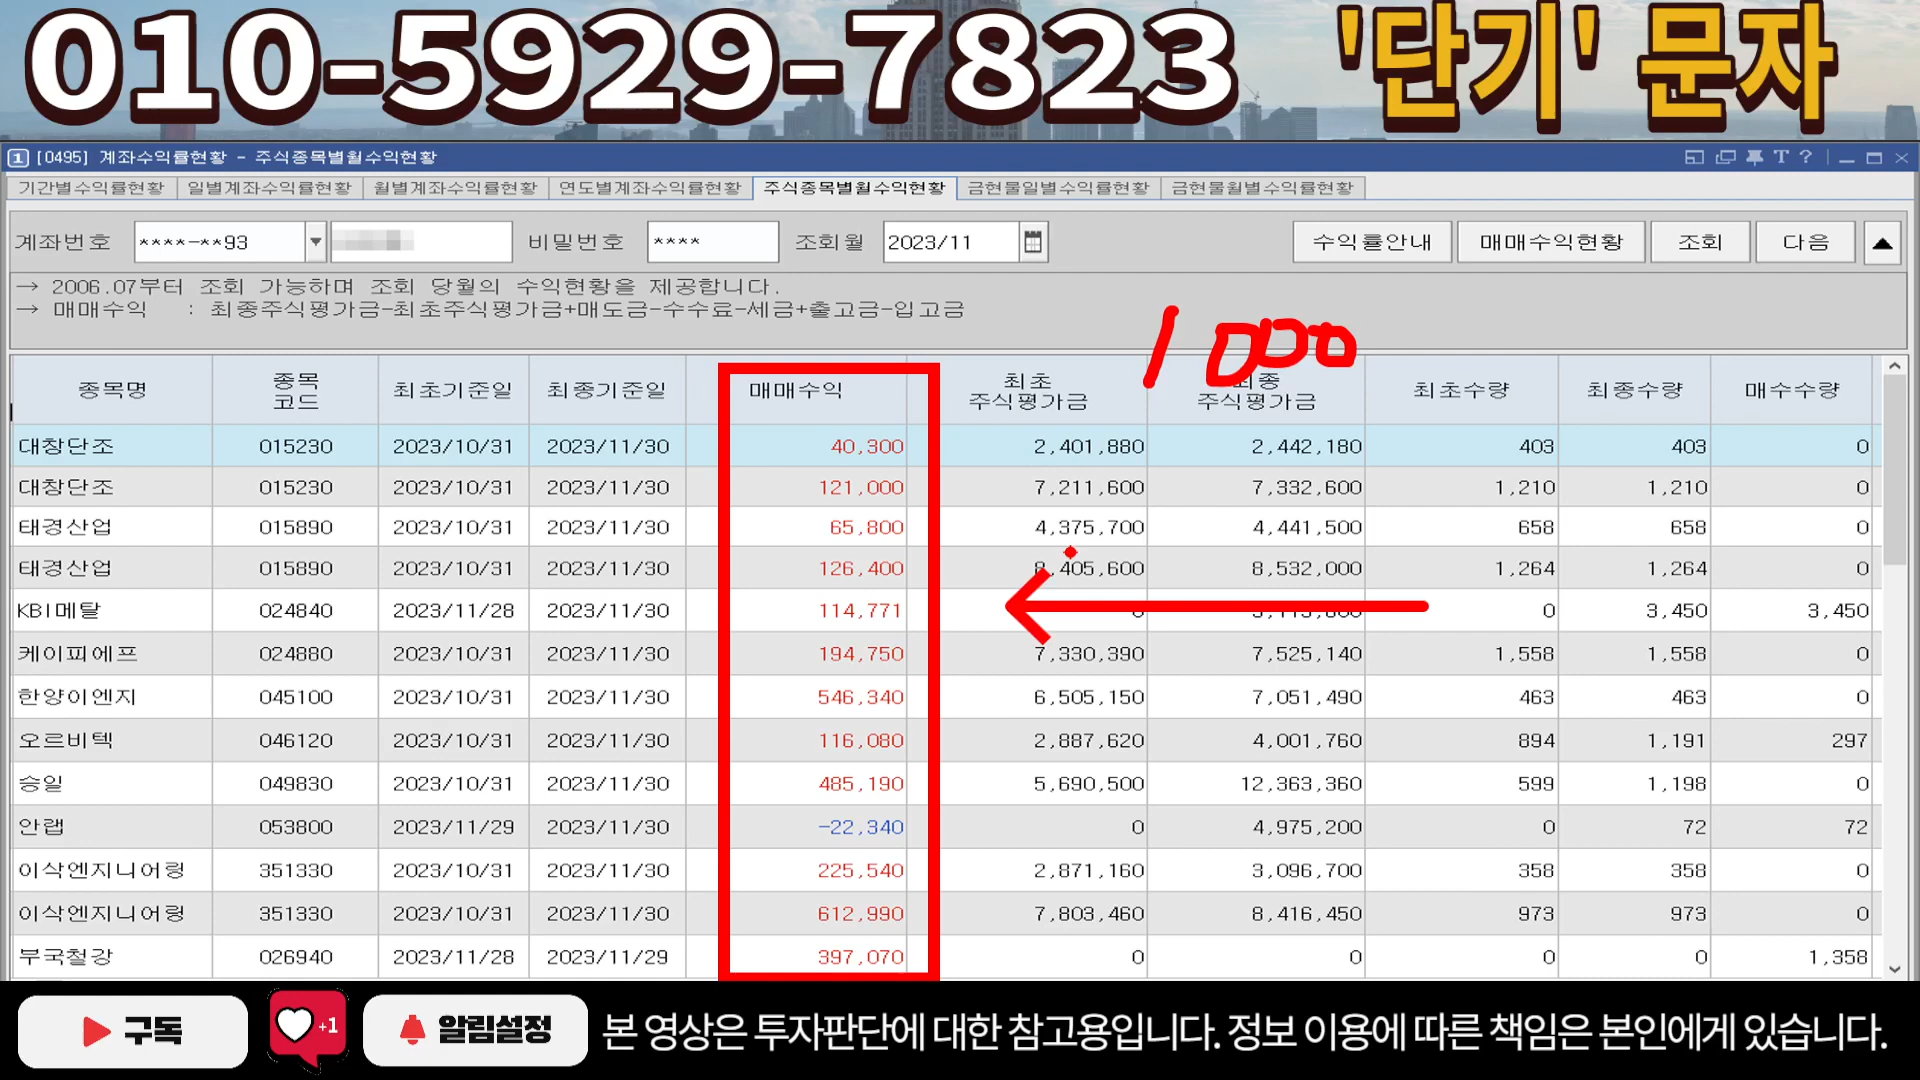 010-5929-7823 '단기' 문자
1 [0495] 계좌수익률현황 - 주식종목별월수익현황
기간별수익률현황 일별계좌수익률현황 월별계좌수익률현황 연도별계좌수익률현황 주식종목별월수익현황 금현물일별수익률현황 금현물월별수익률현황
계좌번호 ****-**93 비밀번호 **** 조회월 2023/11 수익률안내 매매수익현황 조회 다음
→ 2006.07부터 조회 가능하며 조회 당월의 수익현황을 제공합니다.
→ 매매수익 : 최종주식평가금-최초주식평가금+매도금-수수료-세금+출고금-입고금
1000
종목명 종목코드 최초기준일 최종기준일 매매수익 최초주식평가금 최종주식평가금 최초수량 최종수량 매수수량
대창단조 015230 2023/10/31 2023/11/30 40,300 2,401,880 2,442,180 403 403 0
대창단조 015230 2023/10/31 2023/11/30 121,000 7,211,600 7,332,600 1,210 1,210 0
태경산업 015890 2023/10/31 2023/11/30 65,800 4,375,700 4,441,500 658 658 0
태경산업 015890 2023/10/31 2023/11/30 126,400 8,405,600 8,532,000 1,264 1,264 0
KBI메탈 024840 2023/11/28 2023/11/30 114,771 0 0 3,450 3,450
케이피에프 024880 2023/10/31 2023/11/30 194,750 7,330,390 7,525,140 1,558 1,558 0
한양이엔지 045100 2023/10/31 2023/11/30 546,340 6,505,150 7,051,490 463 463 0
오르비텍 046120 2023/10/31 2023/11/30 116,080 2,887,620 4,001,760 894 1,191 297
승일 049830 2023/10/31 2023/11/30 485,190 5,690,500 12,363,360 599 1,198 0
안랩 053800 2023/11/29 2023/11/30 -22,340 0 4,975,200 0 72 72
이삭엔지니어링 351330 2023/10/31 2023/11/30 225,540 2,871,160 3,096,700 358 358 0
이삭엔지니어링 351330 2023/10/31 2023/11/30 612,990 7,803,460 8,416,450 973 973 0
부국철강 026940 2023/11/28 2023/11/29 397,070 0 0 0 0 1,358
구독 +1 알림설정 본 영상은 투자판단에 대한 참고용입니다. 정보 이용에 따른 책임은 본인에게 있습니다.